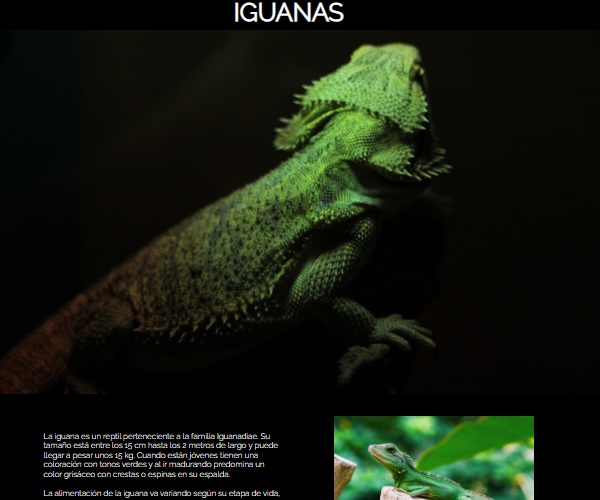 IGUANAS
La iguana es un reptil perteneciente a la familia Iguanadiae. Su
tamaño está entre los 15 cm hasta los 2 metros de largo y puede
llegar a pesar unos 15 kg. Cuando están jóvenes tienen una
coloración con tonos verdes y al ir madurando predomina un
color grisáceo con crestas o espinas en su espalda.
La alimentación de la iguana va variando según su etapa de vida,